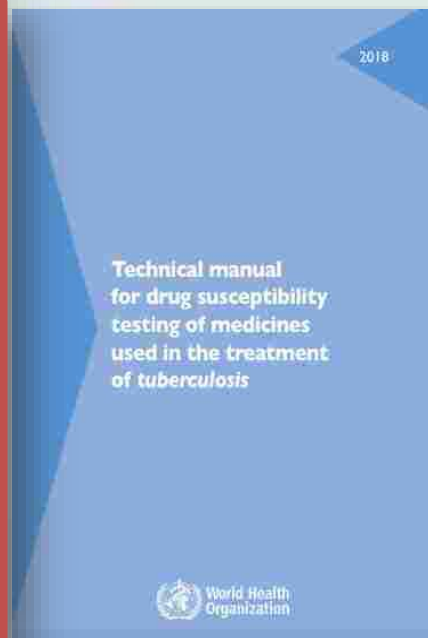 2018
Technical manual
for drug susceptibility
testing of medicines
used in the treatment
of tuberculosis
World Health
Organization